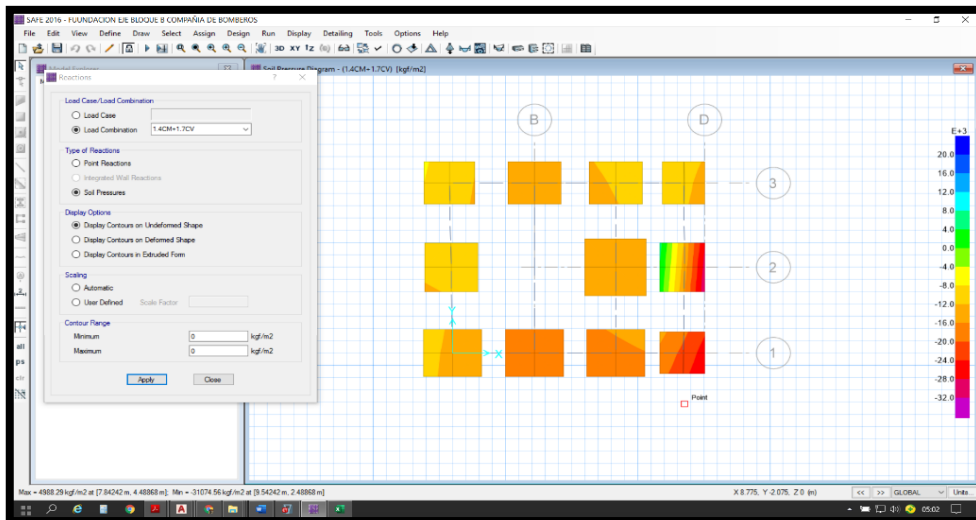 SAFE 2016 - FUUNDACION EJE BLOQUE B COMPAÑIA DE BOMBEROS
File Edit View Define Draw Select Assign Design Run Display Detailing Tools Options Help
3D XY 1Z
Soil Pressure Diagram - (1.4CM+1.7CV) [kgf/m2]
Reactions
Load Case/Load Combination
Load Case
Load Combination 1.4CM+1.7CV
Type of Reactions
Point Reactions
Integrated Wall Reactions
Soil Pressures
Display Options
Display Contours on Undeformed Shape
Display Contours on Deformed Shape
Display Contours in Extruded Form
Scaling
Automatic
User Defined Scale Factor
Contour Range
Minimum 0 kgf/m2
Maximum 0 kgf/m2
Apply Close
all
ps
clr
B D
3
2
1
Y
X
Point
E+3
20.0
16.0
12.0
8.0
4.0
0.0
-4.0
-8.0
-12.0
-16.0
-20.0
-24.0
-28.0
-32.0
Max = 4988.29 kgf/m2 at [7.84242 m, 4.48868 m]; Min = -31074.56 kgf/m2 at [9.54242 m, 2.48868 m]
X 8.775, Y -2.075, Z 0 (m)
<< >> GLOBAL Units...
05:02